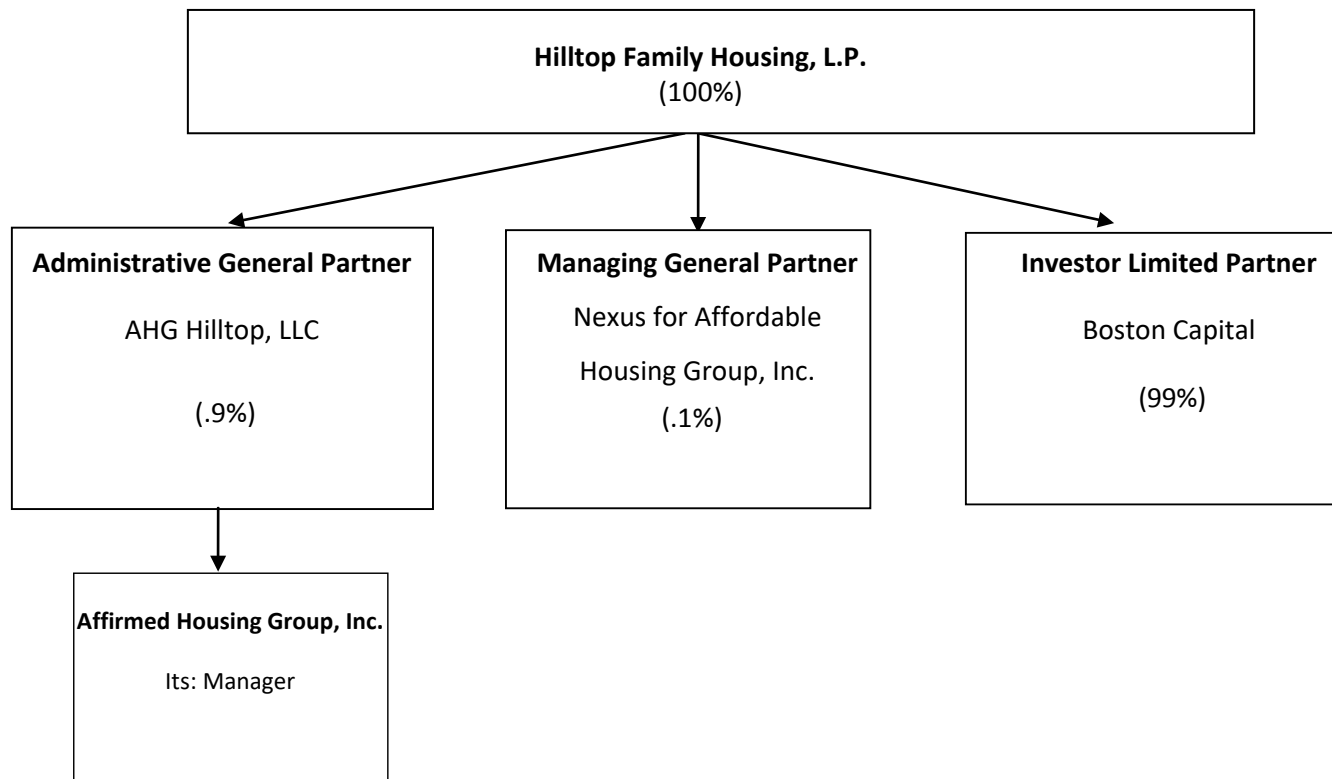 Hilltop Family Housing, L.P.
(100%)
Administrative General Partner
AHG Hilltop, LLC
(.9%)
Managing General Partner
Nexus for Affordable
Housing Group, Inc.
(.1%)
Investor Limited Partner
Boston Capital
(99%)
Affirmed Housing Group, Inc.
Its: Manager